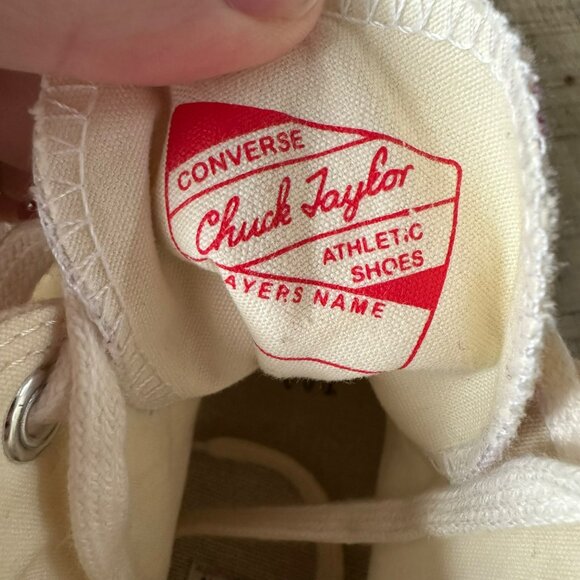 CONVERSE
Chuck Taylor
ATHLETIC
SHOES
AYERS NAME